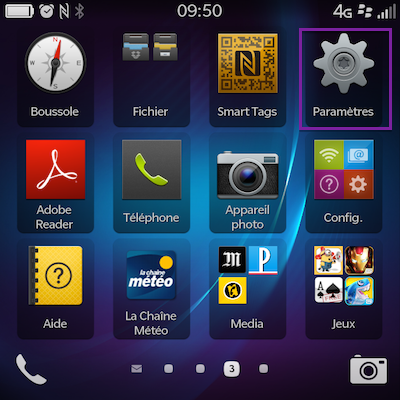 09:50
4G
Boussole
Fichier
Smart Tags
Paramètres
Adobe
Reader
Téléphone
Appareil
photo
Config.
la chaîne
météo
M
P
Aide
La Chaîne
Météo
Media
Jeux
3